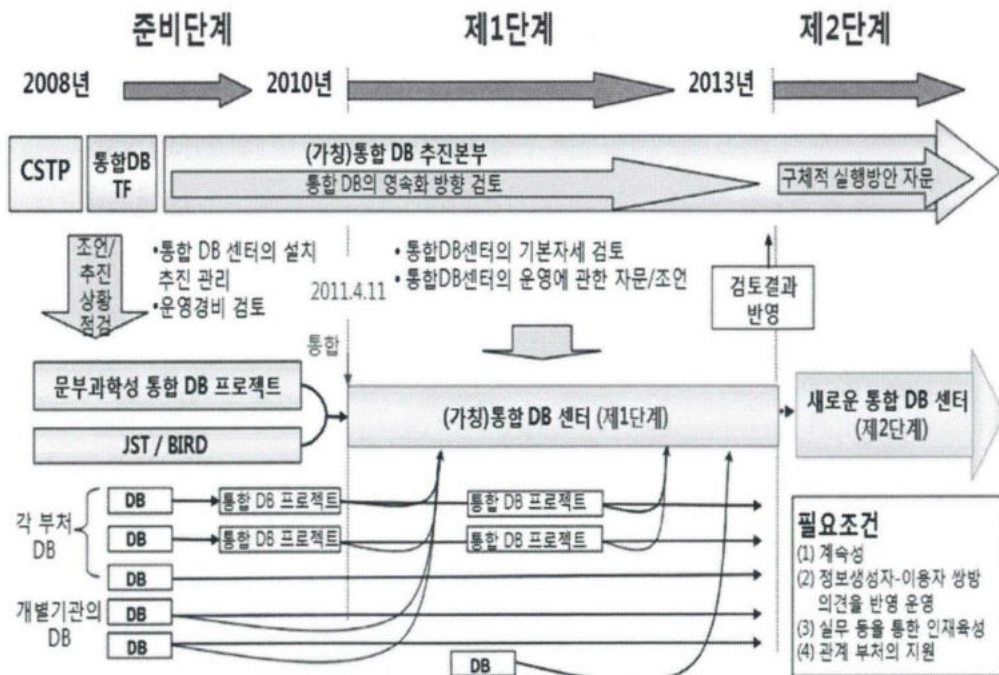 준비단계
제1단계
제2단계
2008년
2010년
2013년
CSTP
통합DB
TF
(가칭)통합 DB 추진본부
통합 DB의 영속화 방향 검토
구체적 실행방안 자문
조언/
추진
상황
점검
•통합 DB 센터의 설치
추진 관리
•운영경비 검토
2011.4.11
• 통합DB센터의 기본자세 검토
• 통합DB센터의 운영에 관한 자문/조언
검토결과
반영
통합
문부과학성 통합 DB 프로젝트
JST / BIRD
(가칭)통합 DB 센터 (제1단계)
새로운 통합 DB 센터
(제2단계)
각 부처
DB
DB
통합 DB 프로젝트
통합 DB 프로젝트
DB
통합 DB 프로젝트
통합 DB 프로젝트
DB
개별기관의
DB
DB
DB
DB
필요조건
(1) 계속성
(2) 정보생성자-이용자 쌍방
의견을 반영 운영
(3) 실무 등을 통한 인재육성
(4) 관계 부처의 지원